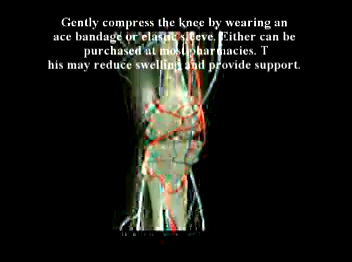 Gently compress the knee by wearing an
ace bandage or elastic sleeve. Either can be
purchased at most pharmacies. T
his may reduce swelling and provide support.